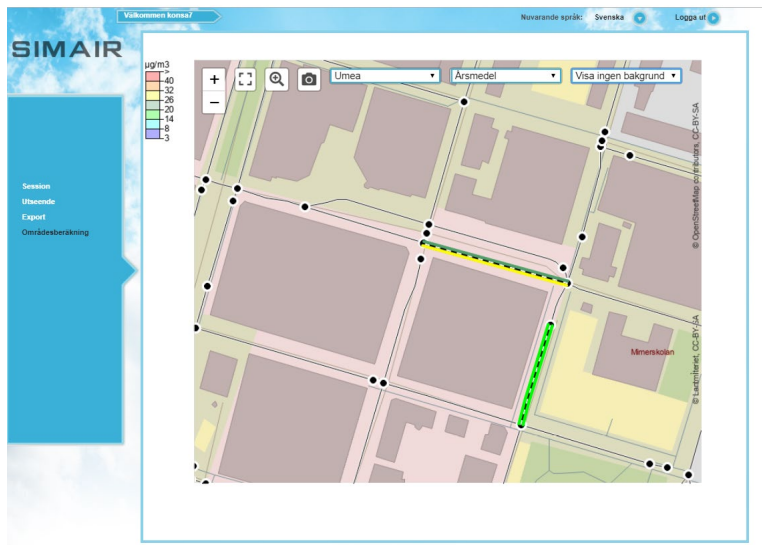 Välkommen konsa7
Nuvarande språk: Svenska
Logga ut
SIMAIR
µg/m3
>
40
32
26
20
14
8
3
+
−
Umea
Årsmedel
Visa ingen bakgrund
Session
Utseende
Export
Områdesberäkning
© OpenStreetMap contributors, CC-BY-SA
Mimerskolan
© Lantmäteriet, CC-BY-SA